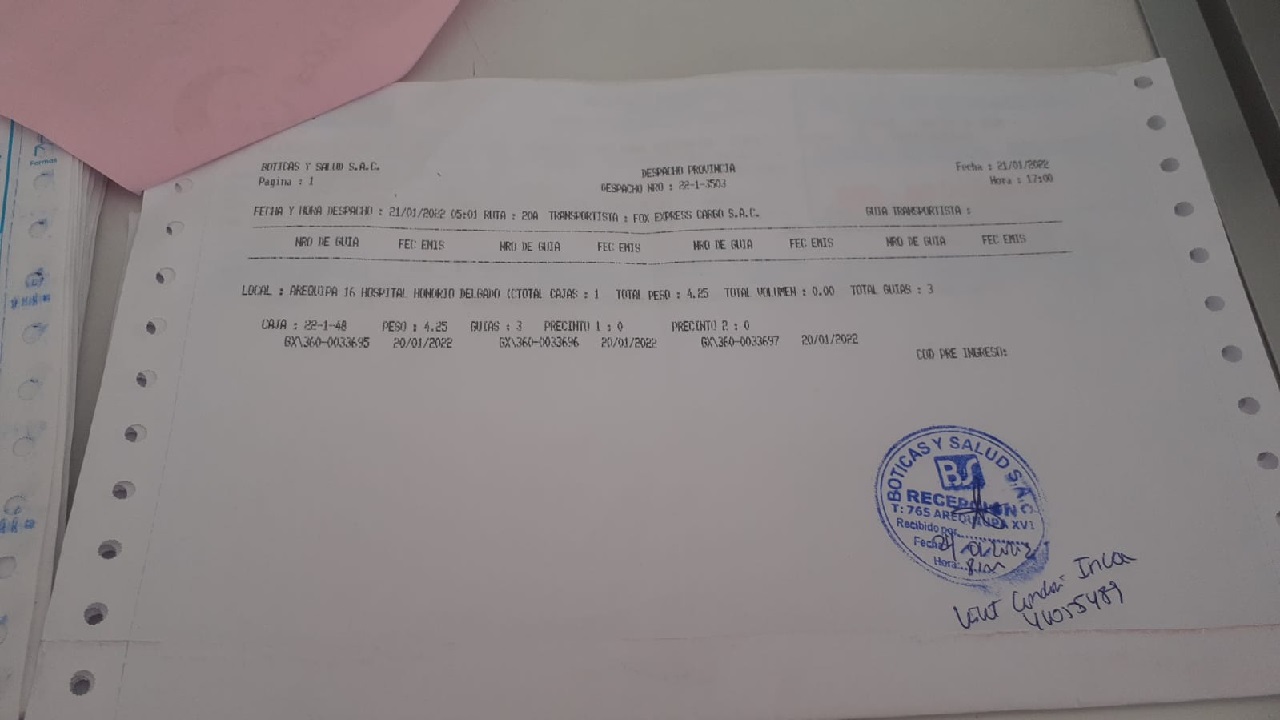 BOTICAS Y SALUD S.A.C.
Pagina : 1
DESPACHO PROVINCIA
DESPACHO NRO : 22-1-3503
Fecha : 21/01/2022
Hora : 17:00
FECHA Y HORA DESPACHO : 21/01/2022 05:01 RUTA : 20A TRANSPORTISTA : FOX EXPRESS CARGO S.A.C. GUIA TRANSPORTISTA :
NRO DE GUIA FEC EMIS NRO DE GUIA FEC EMIS NRO DE GUIA FEC EMIS NRO DE GUIA FEC EMIS
LOCAL : AREQUIPA 16 HOSPITAL HONORIO DELGADO (CTOTAL CAJAS : 1 TOTAL PESO : 4.25 TOTAL VOLUMEN : 0.00 TOTAL GUIAS : 3
CAJA : 22-1-48 PESO : 4.25 GUIAS : 3 PRECINTO 1 : 0 PRECINTO 2 : 0
GX\360-0033695 20/01/2022 GX\360-0033696 20/01/2022 GX\360-0033697 20/01/2022
COD PRE INGRESO:
BOTICAS Y SALUD S.A.C.
BS
RECEPCION
T: 765 AREQUIPA XVI
Recibido por
Fecha
Hora:
Inca
Formas